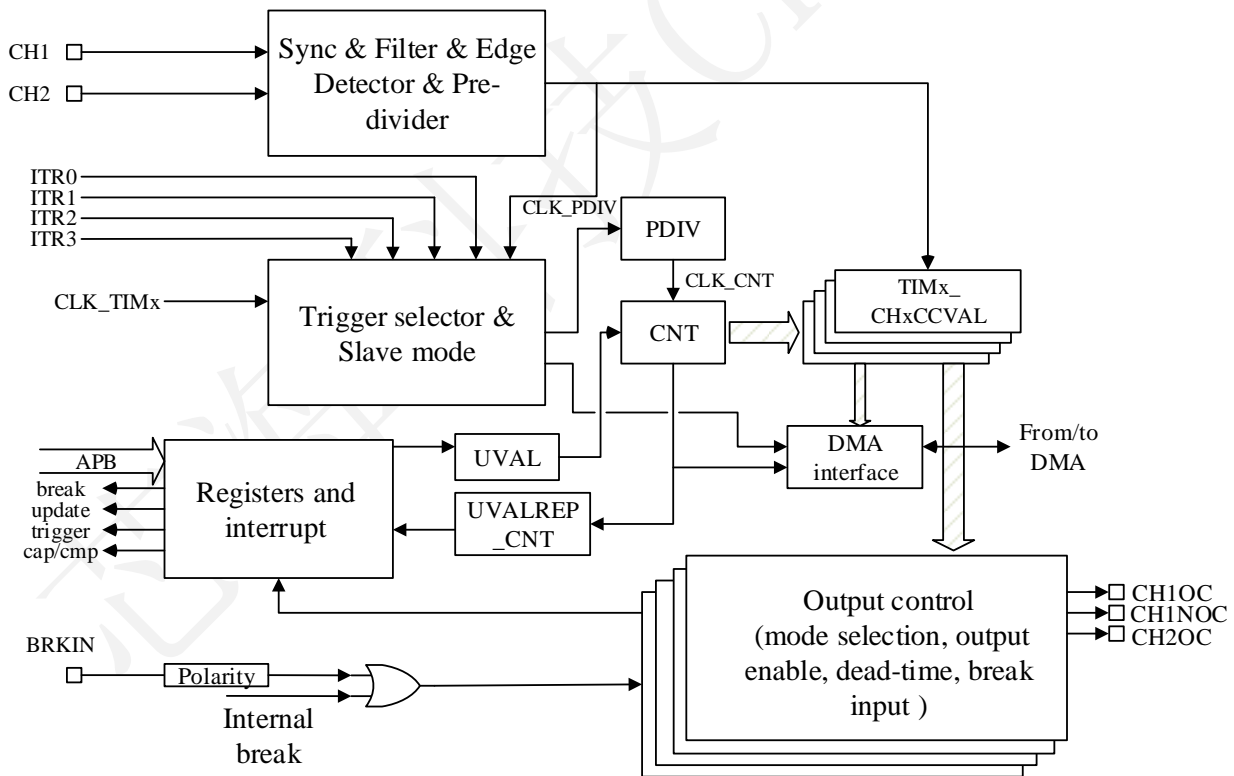 CH1
CH2
Sync & Filter & Edge
Detector & Pre-
divider
ITR0
ITR1
ITR2
ITR3
CLK_PDIV
PDIV
CLK_CNT
CLK_TIMx
Trigger selector &
Slave mode
CNT
TIMx_
CHxCCVAL
APB
break
update
trigger
cap/cmp
Registers and
interrupt
UVAL
UVALREP
_CNT
DMA
interface
From/to
DMA
Output control
(mode selection, output
enable, dead-time, break
input )
CH1OC
CH1NOC
CH2OC
BRKIN
Polarity
Internal
break